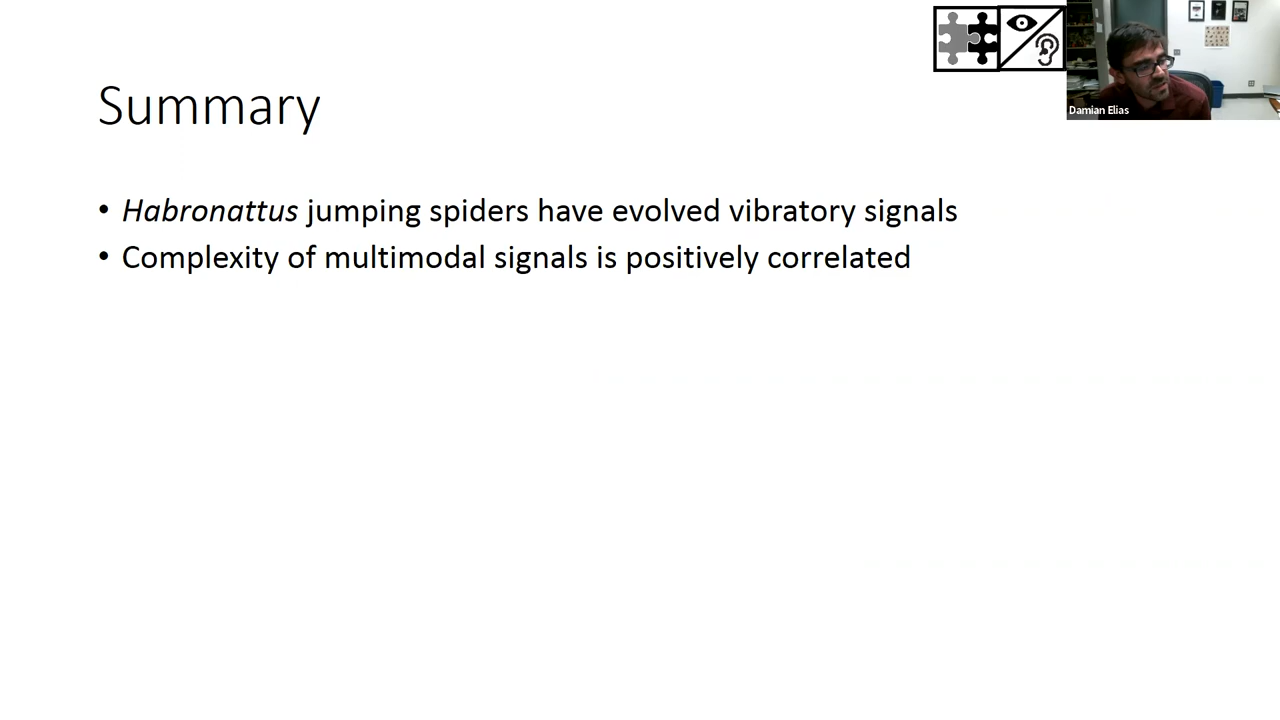 Summary
Damian Elias
• Habronattus jumping spiders have evolved vibratory signals
• Complexity of multimodal signals is positively correlated